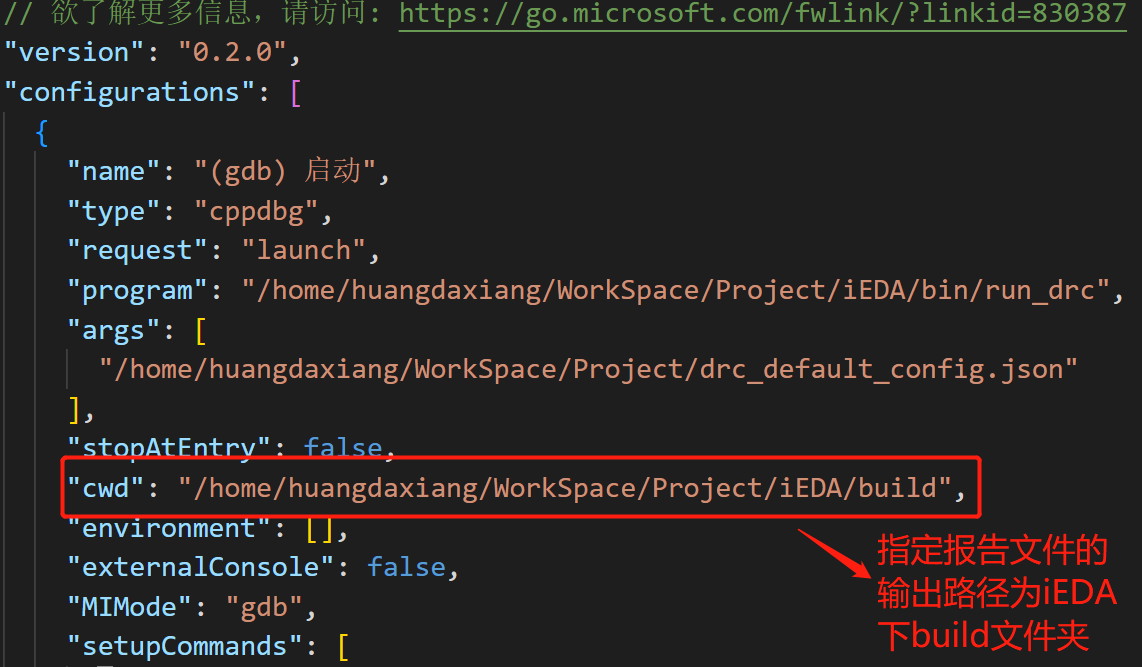 // 欲了解更多信息，请访问: https://go.microsoft.com/fwlink/?linkid=830387
"version": "0.2.0",
"configurations": [
{
"name": "(gdb) 启动",
"type": "cppdbg",
"request": "launch",
"program": "/home/huangdaxiang/WorkSpace/Project/iEDA/bin/run_drc",
"args": [
"/home/huangdaxiang/WorkSpace/Project/drc_default_config.json"
],
"stopAtEntry": false,
"cwd": "/home/huangdaxiang/WorkSpace/Project/iEDA/build",
"environment": [],
"externalConsole": false,
"MIMode": "gdb",
"setupCommands": [
指定报告文件的
输出路径为iEDA
下build文件夹